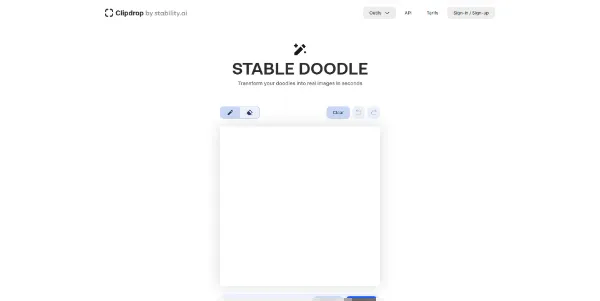 Clipdrop by stability.ai
Outils
API
Tarifs
Sign-in / Sign-up
STABLE DOODLE
Transform your doodles into real images in seconds
Clear